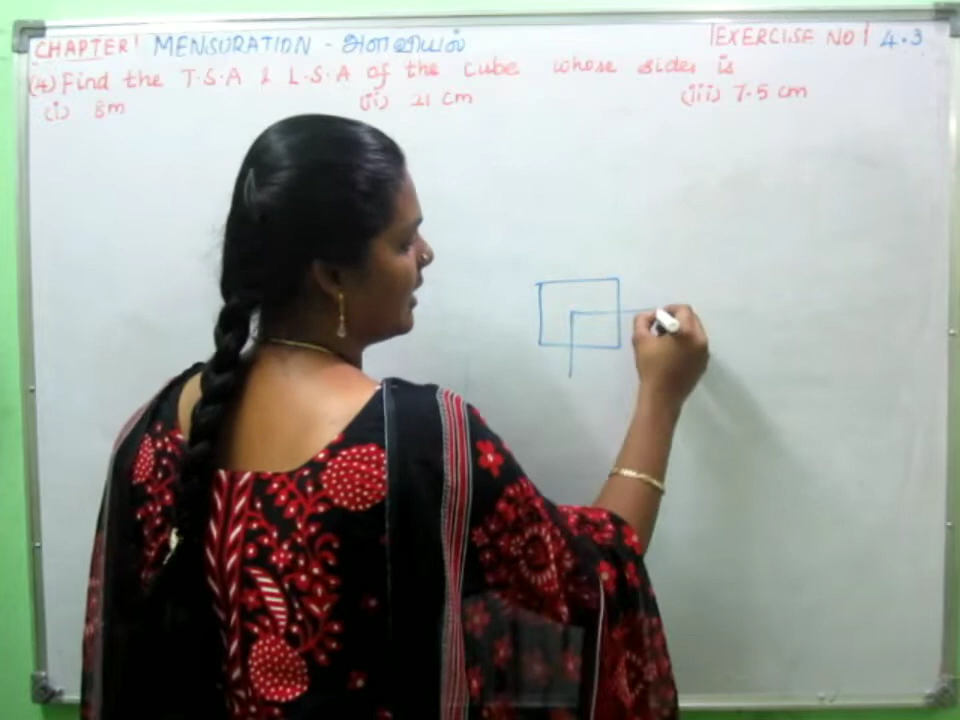 CHAPTER| MENSURATION - அளவியல் |EXERCISE NO| 4.3
(4) Find the T.S.A & L.S.A of the cube whose sides is
(i) 8m (ii) 21 cm (iii) 7.5 cm